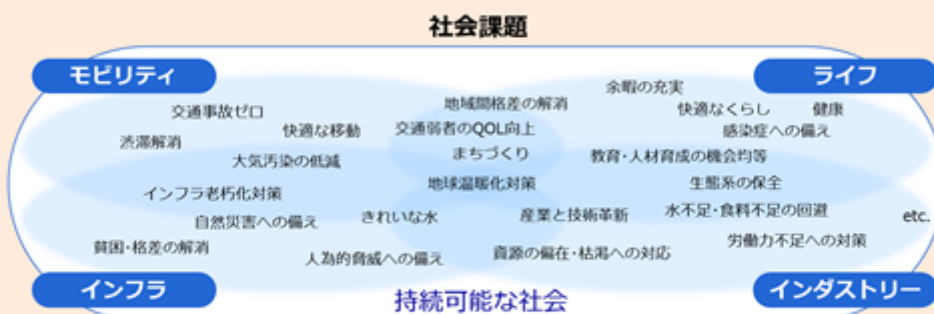 社会課題
モビリティ
ライフ
余暇の充実
地域間格差の解消
交通事故ゼロ
快適なくらし
健康
快適な移動
交通弱者のQOL向上
感染症への備え
渋滞解消
まちづくり
教育・人材育成の機会均等
大気汚染の低減
地球温暖化対策
生態系の保全
インフラ老朽化対策
自然災害への備え
きれいな水
産業と技術革新
水不足・食料不足の回避
etc.
貧困・格差の解消
労働力不足への対策
人為的脅威への備え
資源の偏在・枯渇への対応
インフラ
持続可能な社会
インダストリー